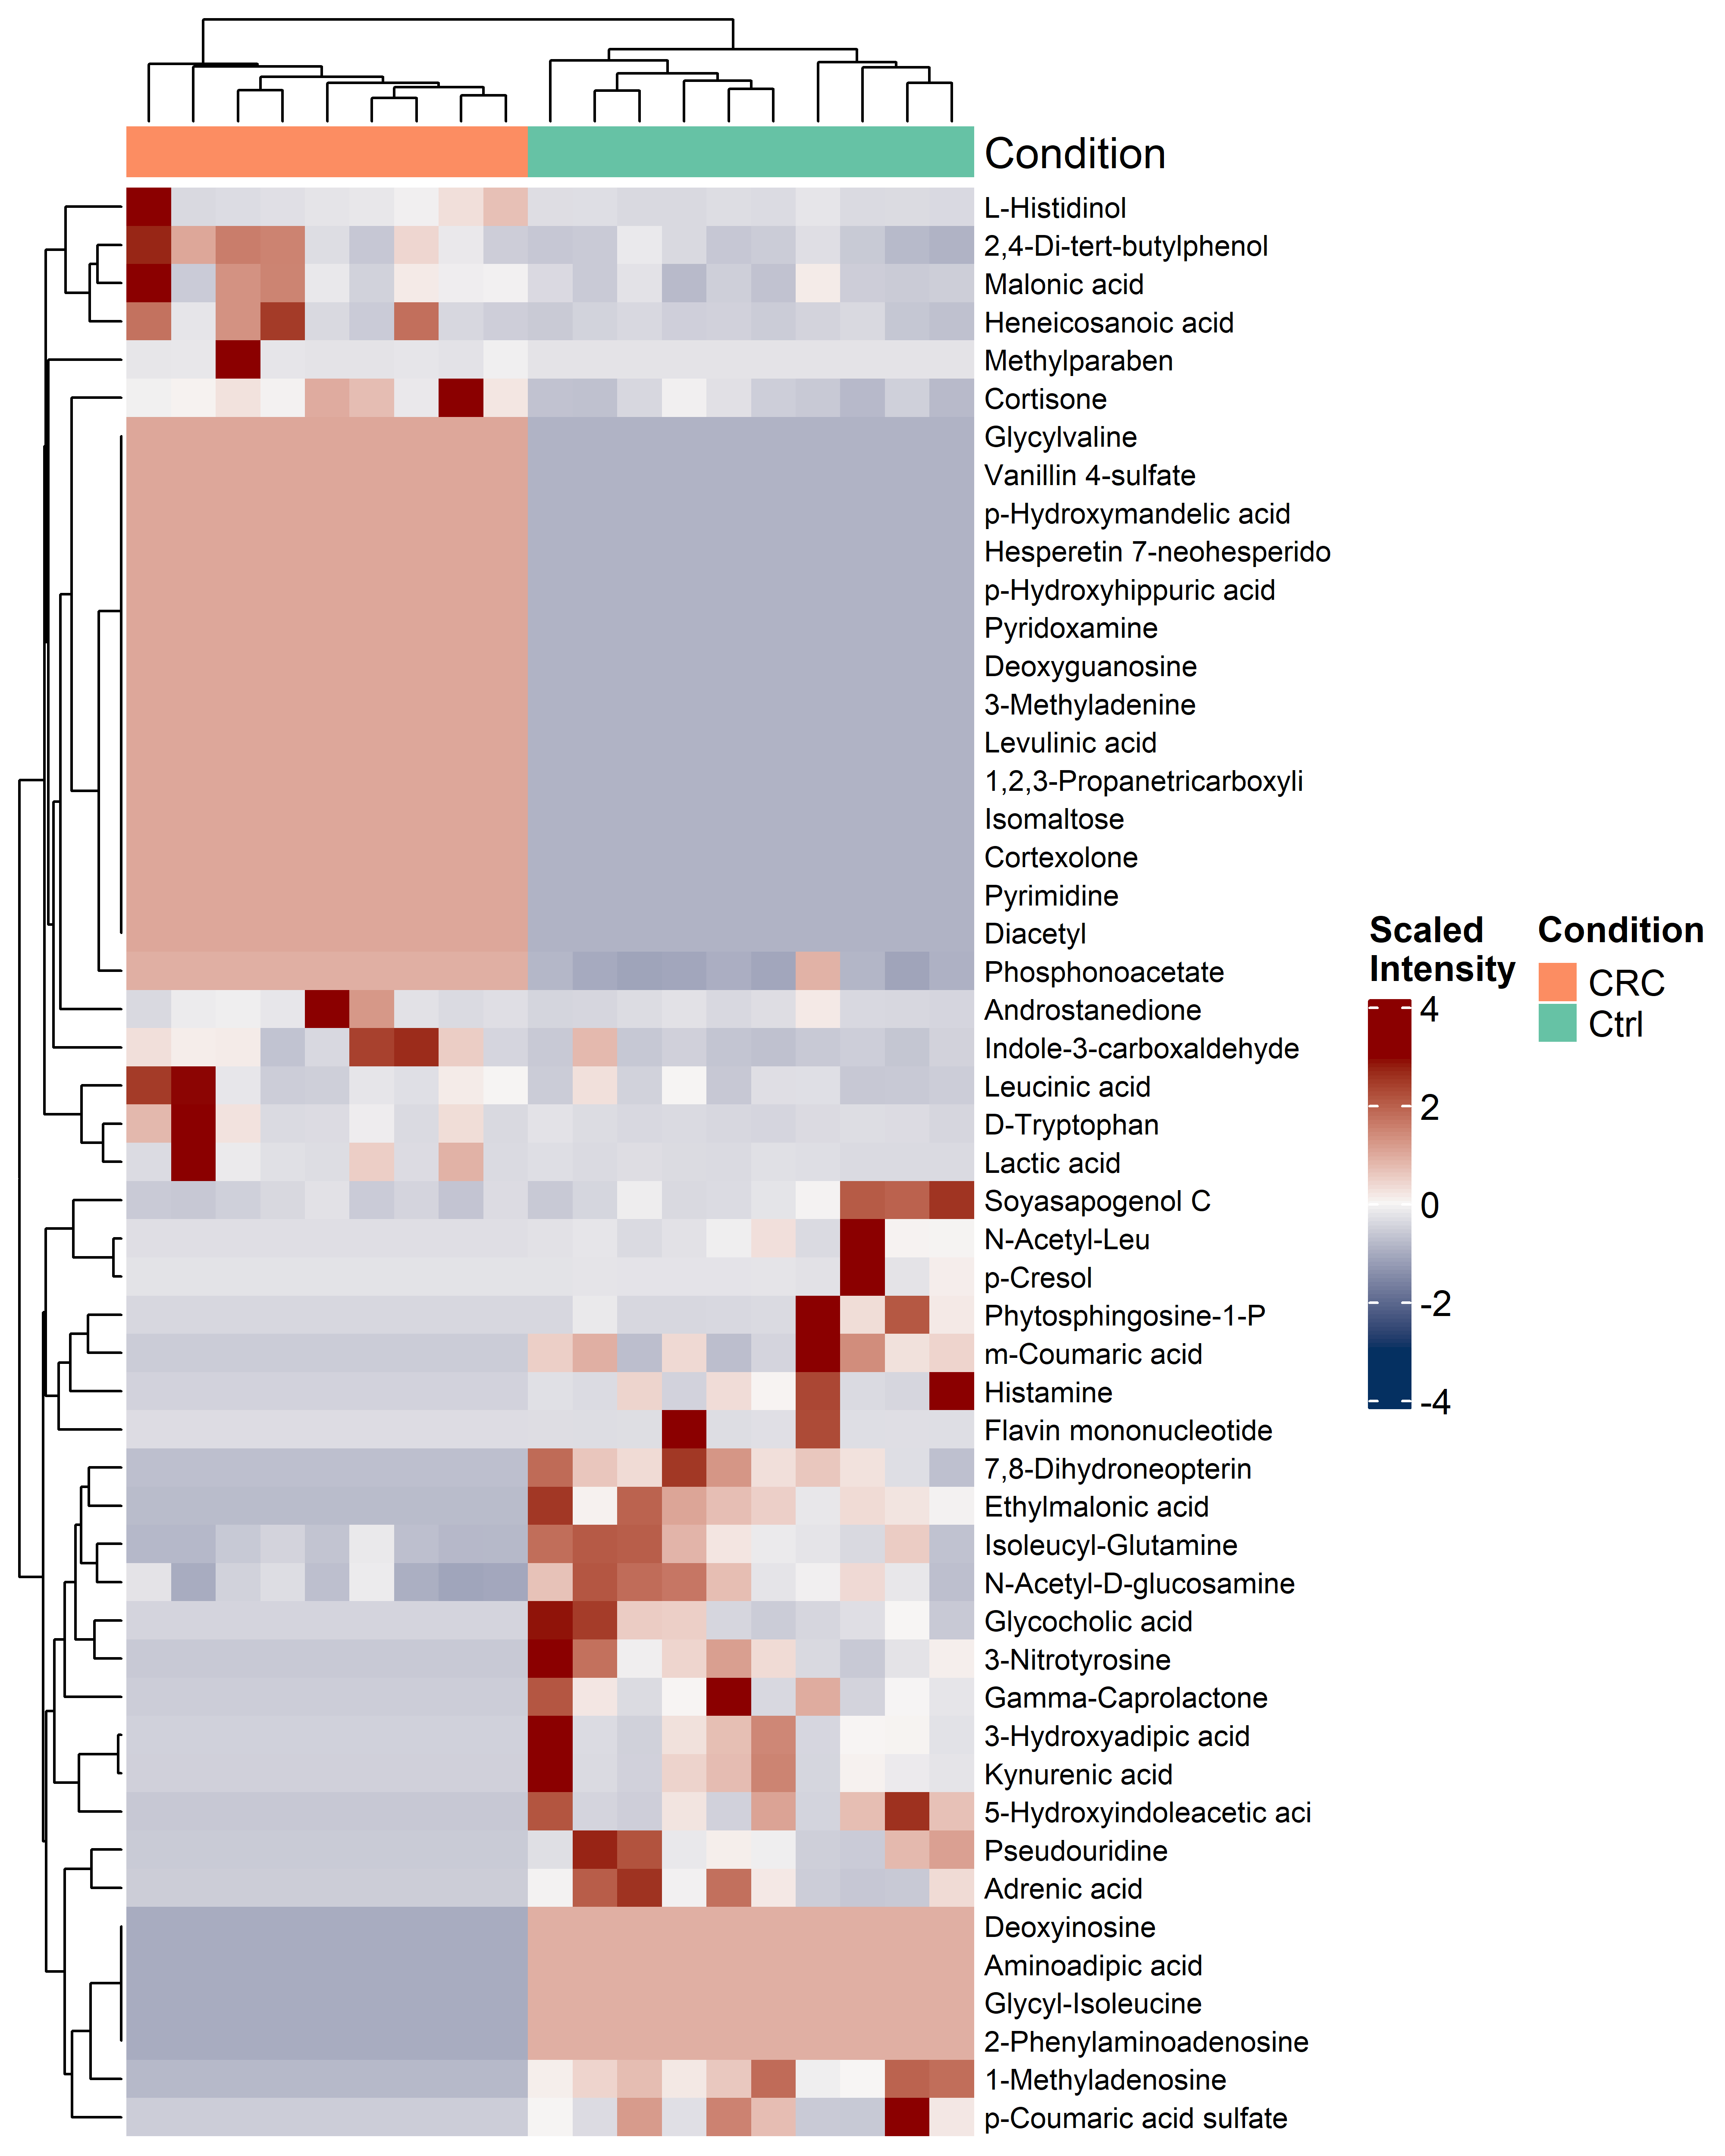 Condition
L-Histidinol
2,4-Di-tert-butylphenol
Malonic acid
Heneicosanoic acid
Methylparaben
Cortisone
Glycylvaline
Vanillin 4-sulfate
p-Hydroxymandelic acid
Hesperetin 7-neohesperido
p-Hydroxyhippuric acid
Pyridoxamine
Deoxyguanosine
3-Methyladenine
Levulinic acid
1,2,3-Propanetricarboxyli
Isomaltose
Cortexolone
Pyrimidine
Diacetyl
Phosphonoacetate
Androstanedione
Indole-3-carboxaldehyde
Leucinic acid
D-Tryptophan
Lactic acid
Soyasapogenol C
N-Acetyl-Leu
p-Cresol
Phytosphingosine-1-P
m-Coumaric acid
Histamine
Flavin mononucleotide
7,8-Dihydroneopterin
Ethylmalonic acid
Isoleucyl-Glutamine
N-Acetyl-D-glucosamine
Glycocholic acid
3-Nitrotyrosine
Gamma-Caprolactone
3-Hydroxyadipic acid
Kynurenic acid
5-Hydroxyindoleacetic aci
Pseudouridine
Adrenic acid
Deoxyinosine
Aminoadipic acid
Glycyl-Isoleucine
2-Phenylaminoadenosine
1-Methyladenosine
p-Coumaric acid sulfate
Scaled
Intensity
4
2
0
-2
-4
Condition
CRC
Ctrl